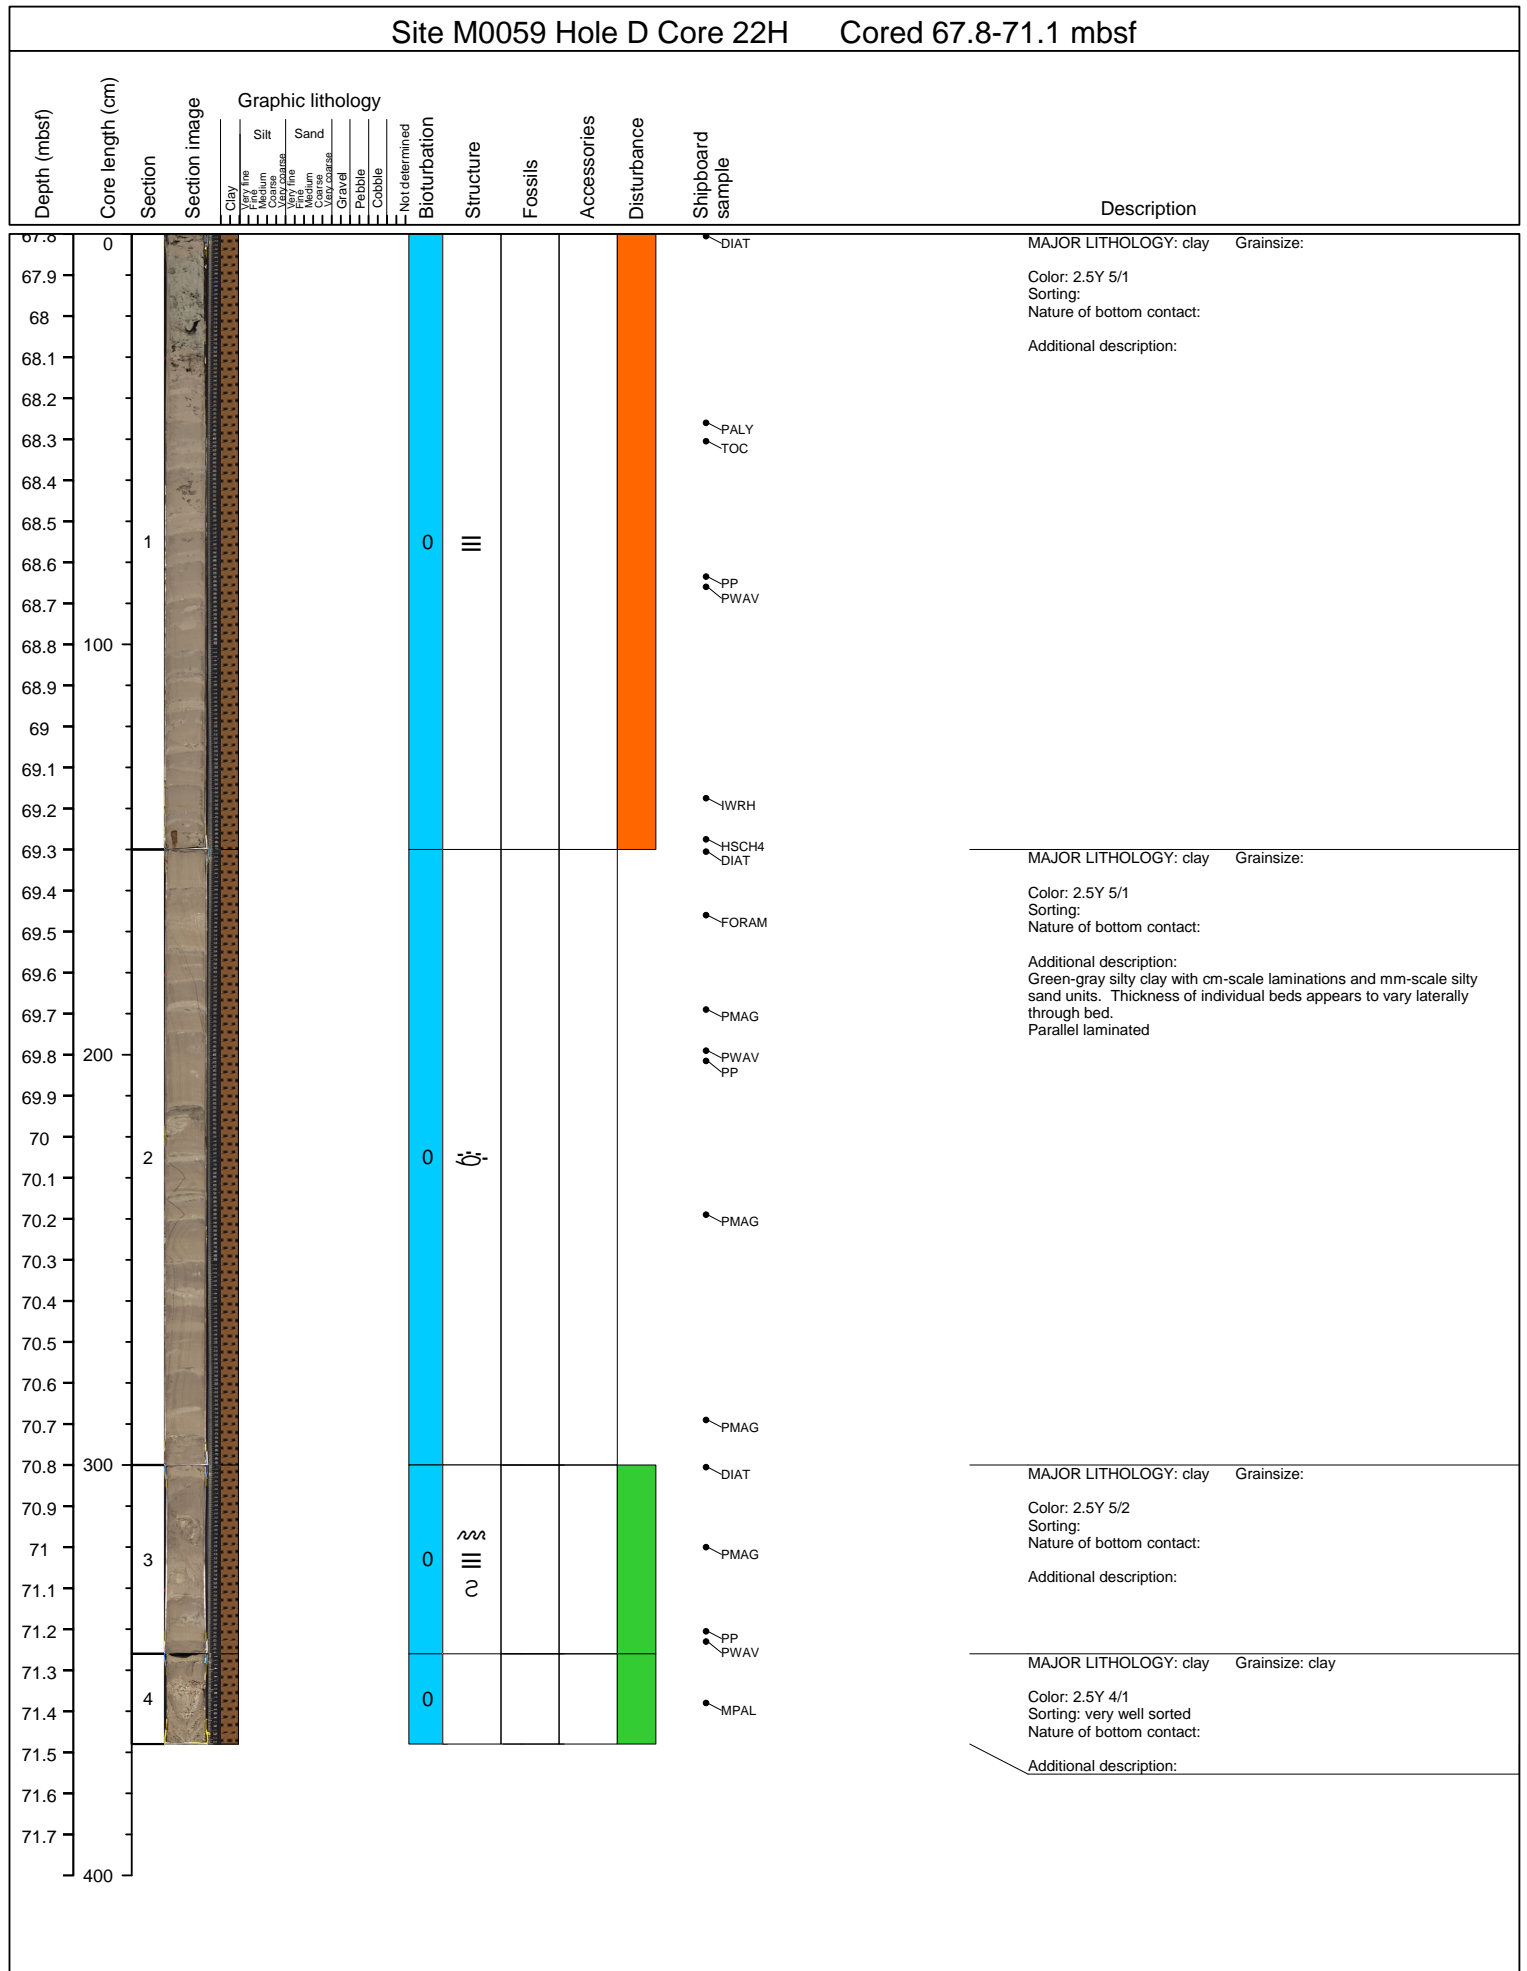 Site M0059 Hole D Core 22H Cored 67.8-71.1 mbsf
Depth (mbsf)
Core length (cm)
Section
Section image
Graphic lithology
Clay
Silt
Very fine
Fine
Medium
Coarse
Very coarse
Sand
Very fine
Fine
Medium
Coarse
Very coarse
Gravel
Pebble
Cobble
Not determined
Bioturbation
Structure
Fossils
Accessories
Disturbance
Shipboard
sample
Description
67.8
67.9
68
68.1
68.2
68.3
68.4
68.5
68.6
68.7
68.8
68.9
69
69.1
69.2
69.3
69.4
69.5
69.6
69.7
69.8
69.9
70
70.1
70.2
70.3
70.4
70.5
70.6
70.7
70.8
70.9
71
71.1
71.2
71.3
71.4
71.5
71.6
71.7
0
100
200
300
400
1
2
3
4
0
0
0
0
DIAT
PALY
TOC
PP
PWAV
IWRH
HSCH4
DIAT
FORAM
PMAG
PWAV
PP
PMAG
PMAG
DIAT
PMAG
PP
PWAV
MPAL
MAJOR LITHOLOGY: clay Grainsize:
Color: 2.5Y 5/1
Sorting:
Nature of bottom contact:
Additional description:
MAJOR LITHOLOGY: clay Grainsize:
Color: 2.5Y 5/1
Sorting:
Nature of bottom contact:
Additional description:
Green-gray silty clay with cm-scale laminations and mm-scale silty
sand units. Thickness of individual beds appears to vary laterally
through bed.
Parallel laminated
MAJOR LITHOLOGY: clay Grainsize:
Color: 2.5Y 5/2
Sorting:
Nature of bottom contact:
Additional description:
MAJOR LITHOLOGY: clay Grainsize: clay
Color: 2.5Y 4/1
Sorting: very well sorted
Nature of bottom contact:
Additional description: